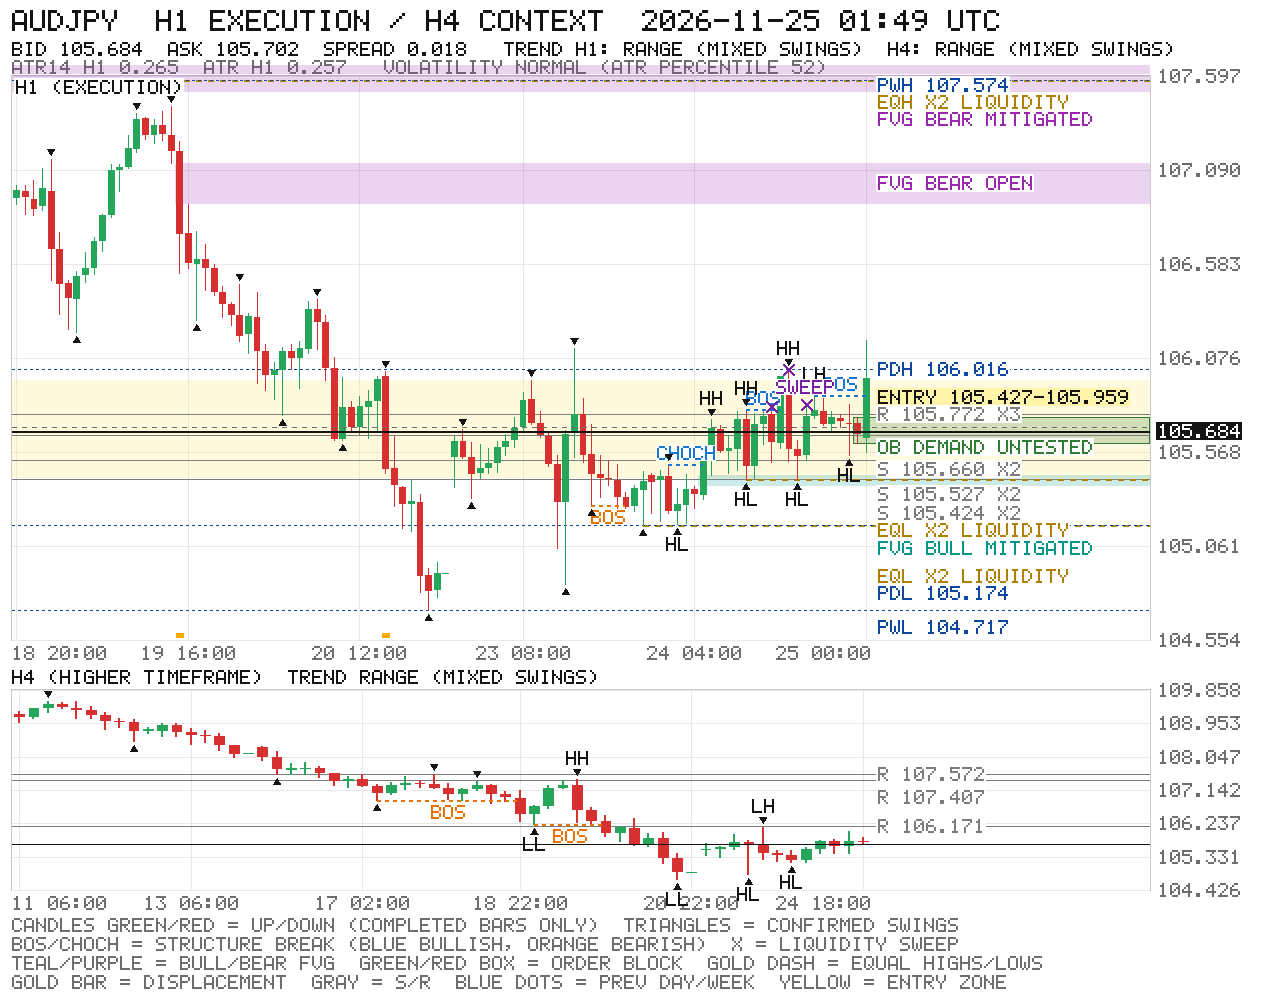 AUDJPY  H1 EXECUTION / H4 CONTEXT  2026-11-25 01:49 UTC
BID 105.684  ASK 105.702  SPREAD 0.018   TREND H1: RANGE (MIXED SWINGS)  H4: RANGE (MIXED SWINGS)
ATR14 H1 0.265  ATR H1 0.257   VOLATILITY NORMAL (ATR PERCENTILE 52)
107.597
H1 (EXECUTION)
PWH 107.574
EQH X2 LIQUIDITY
FVG BEAR MITIGATED
107.090
FVG BEAR OPEN
106.583
HH
106.076
PDH 106.016
LH
SWEEP
BOS
HH
HH
BOS
ENTRY 105.427-105.959
R 105.772 X3
105.684
OB DEMAND UNTESTED
CHOCH
105.568
S 105.660 X2
HL
S 105.527 X2
HL
HL
S 105.424 X2
BOS
EQL X2 LIQUIDITY
HL
FVG BULL MITIGATED
105.061
EQL X2 LIQUIDITY
PDL 105.174
PWL 104.717
104.554
18 20:00
19 16:00
20 12:00
23 08:00
24 04:00
25 00:00
H4 (HIGHER TIMEFRAME)   TREND RANGE (MIXED SWINGS)
109.858
108.953
108.047
HH
R 107.572
107.142
R 107.407
LH
BOS
R 106.171
106.237
BOS
LL
105.331
HL
HL
LL
104.426
11 06:00
13 06:00
17 02:00
18 22:00
20 22:00
24 18:00
CANDLES GREEN/RED = UP/DOWN (COMPLETED BARS ONLY)  TRIANGLES = CONFIRMED SWINGS
BOS/CHOCH = STRUCTURE BREAK (BLUE BULLISH, ORANGE BEARISH)  X = LIQUIDITY SWEEP
TEAL/PURPLE = BULL/BEAR FVG  GREEN/RED BOX = ORDER BLOCK  GOLD DASH = EQUAL HIGHS/LOWS
GOLD BAR = DISPLACEMENT  GRAY = S/R  BLUE DOTS = PREV DAY/WEEK  YELLOW = ENTRY ZONE